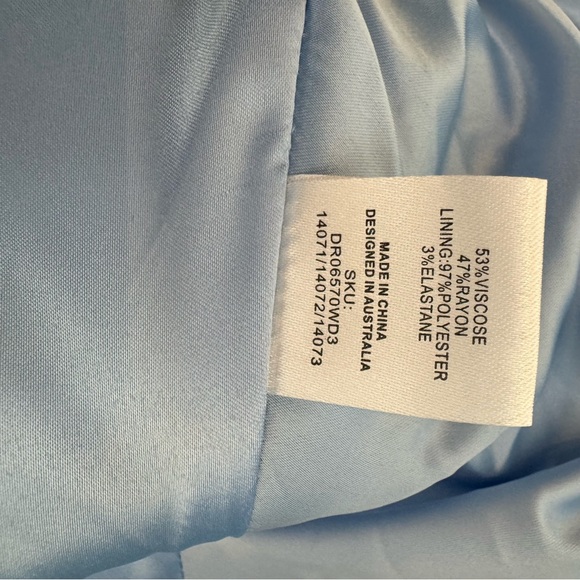 53%VISCOSE
47%RAYON
LINING:97%POLYESTER
3%ELASTANE
MADE IN CHINA
DESIGNED IN AUSTRALIA
SKU:
DR06570WD3
14071/14072/14073